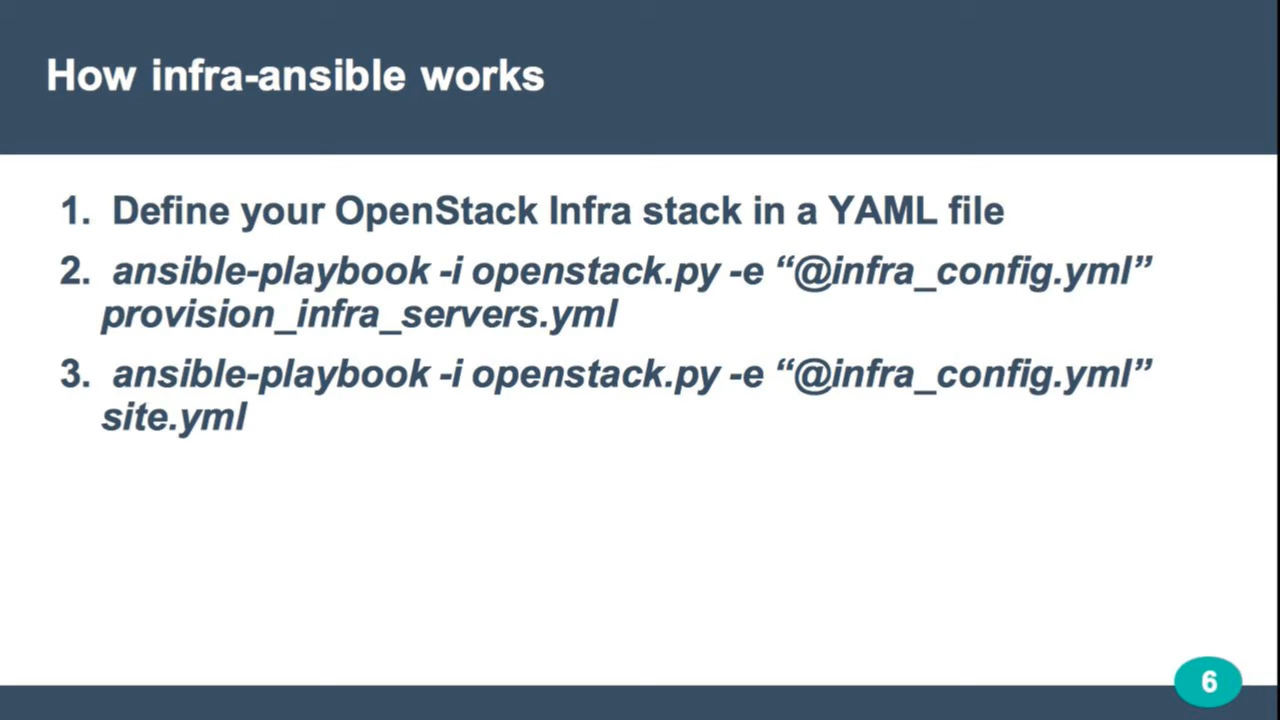 How infra-ansible works
1. Define your OpenStack Infra stack in a YAML file
2. ansible-playbook -i openstack.py -e “@infra_config.yml”
provision_infra_servers.yml
3. ansible-playbook -i openstack.py -e “@infra_config.yml”
site.yml
6